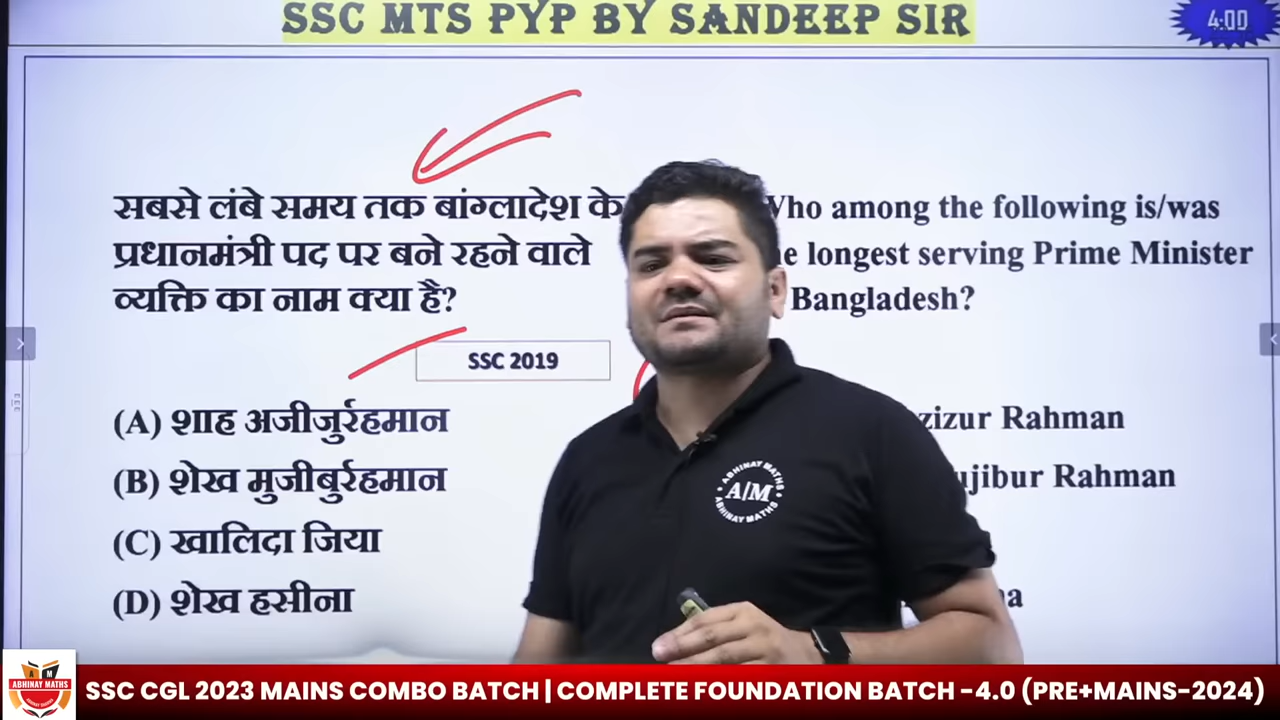 SSC MTS PYP BY SANDEEP SIR
4:00
सबसे लंबे समय तक बांग्लादेश के
प्रधानमंत्री पद पर बने रहने वाले
व्यक्ति का नाम क्या है?
among the following is/was
longest serving Prime Minister
Bangladesh?
SSC 2019
(A) शाह अजीजुर्रहमान
Rahman
(B) शेख मुजीबुर्रहमान
Rahman
(C) खालिदा जिया
(D) शेख हसीना
ABHINAY MATHS
A/M
ABHINAY MATHS
A M
ABHINAY MATHS
SSC CGL 2023 MAINS COMBO BATCH | COMPLETE FOUNDATION BATCH -4.0 (PRE+MAINS-2024)